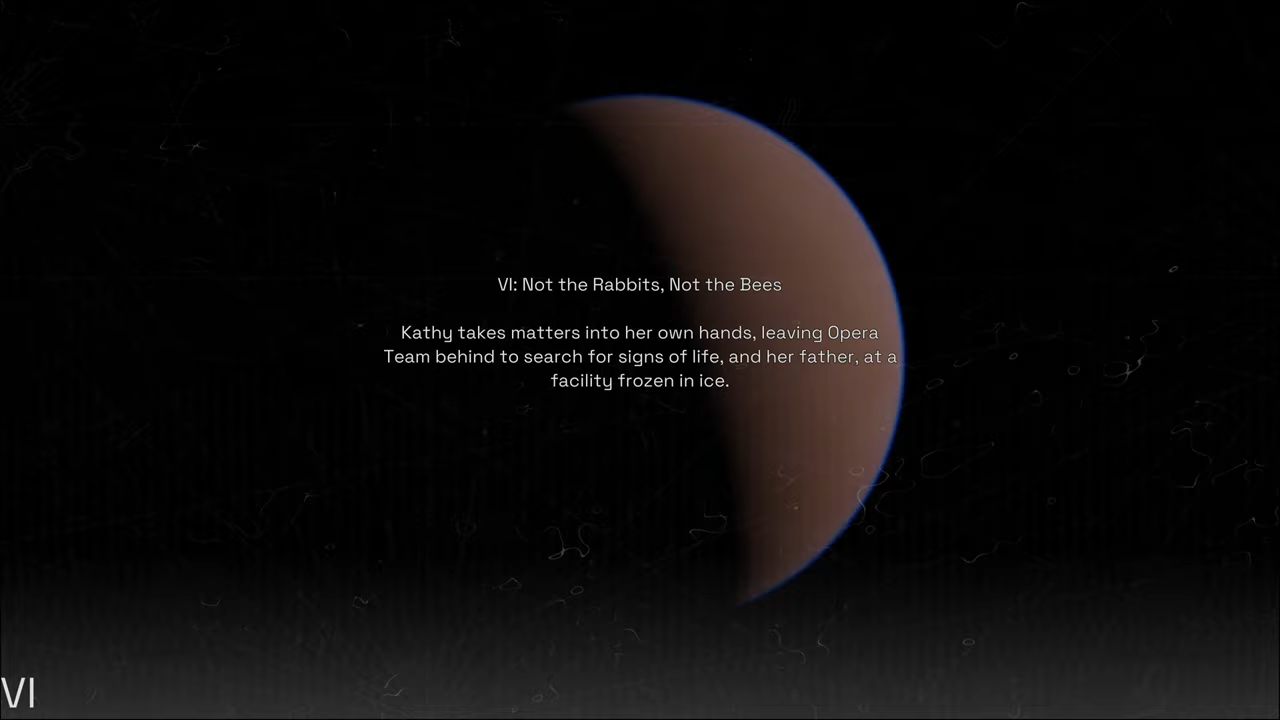 VI: Not the Rabbits, Not the Bees
Kathy takes matters into her own hands, leaving Opera
Team behind to search for signs of life, and her father, at a
facility frozen in ice.
VI